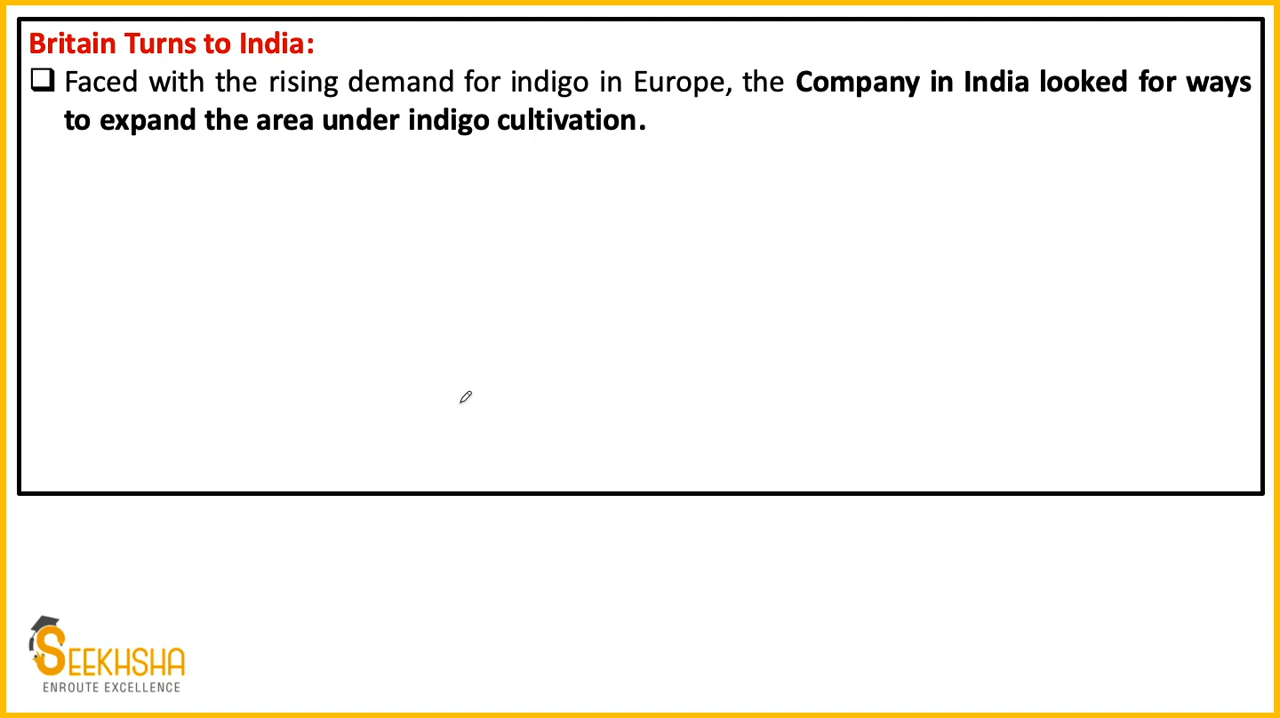 Britain Turns to India:
❑ Faced with the rising demand for indigo in Europe, the Company in India looked for ways
to expand the area under indigo cultivation.
SEEKHSHA
ENROUTE EXCELLENCE